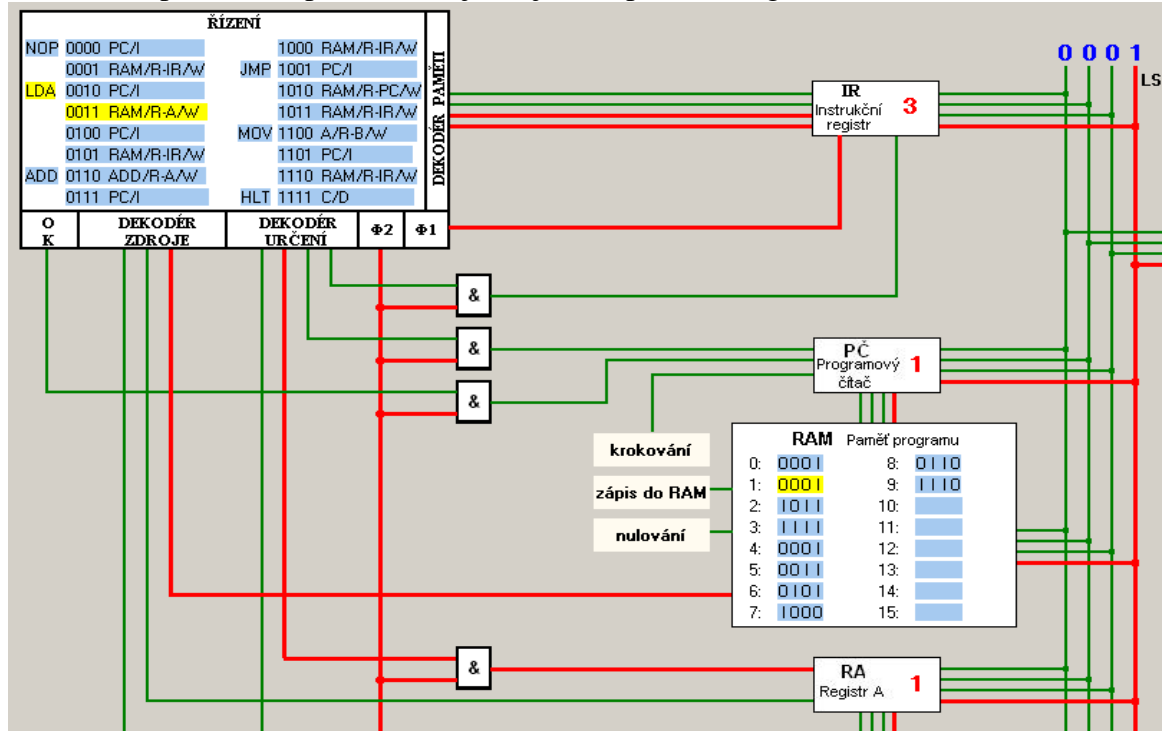 ŘÍZENÍ
NOP 0000 PC/I
0001 RAM/R-IR/W
LDA 0010 PC/I
0011 RAM/R-A/W
0100 PC/I
0101 RAM/R-IR/W
ADD 0110 ADD/R-A/W
0111 PC/I
1000 RAM/R-IR/W
JMP 1001 PC/I
1010 RAM/R-PC/W
1011 RAM/R-IR/W
MOV 1100 A/R-B/W
1101 PC/I
1110 RAM/R-IR/W
HLT 1111 C/D
DEKODÉR PAMĚTI
O
K
DEKODÉR
ZDROJE
DEKODÉR
URČENÍ
Φ2
Φ1
0 0 0 1
LS
IR
Instrukční
registr
3
&
&
&
PČ
Programový
čítač
1
krokování
zápis do RAM
nulování
RAM Paměť programu
0: 0001 8: 0110
1: 0001 9: 1110
2: 1011 10:
3: 1111 11:
4: 0001 12:
5: 0011 13:
6: 0101 14:
7: 1000 15:
&
RA
Registr A
1